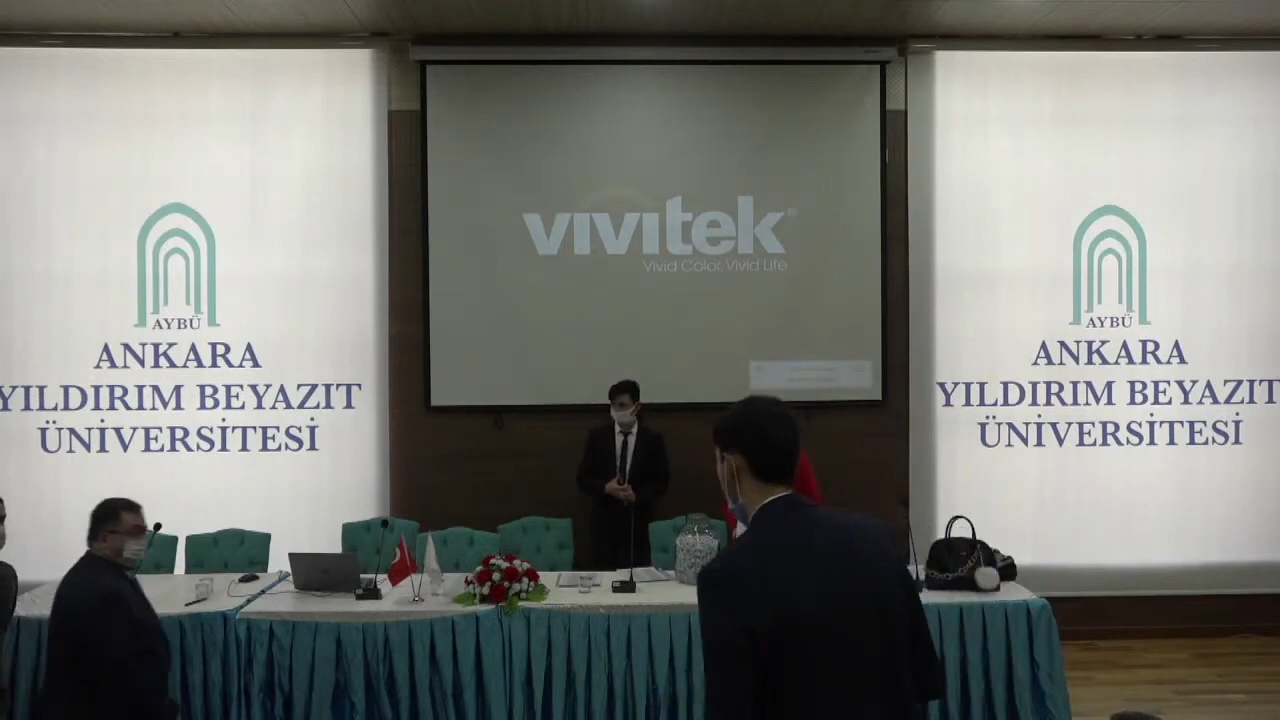 AYBÜ
ANKARA
YILDIRIM BEYAZIT
ÜNİVERSİTESİ
vivitek
Vivid Color, Vivid Life
AYBÜ
ANKARA
YILDIRIM BEYAZIT
ÜNİVERSİTESİ